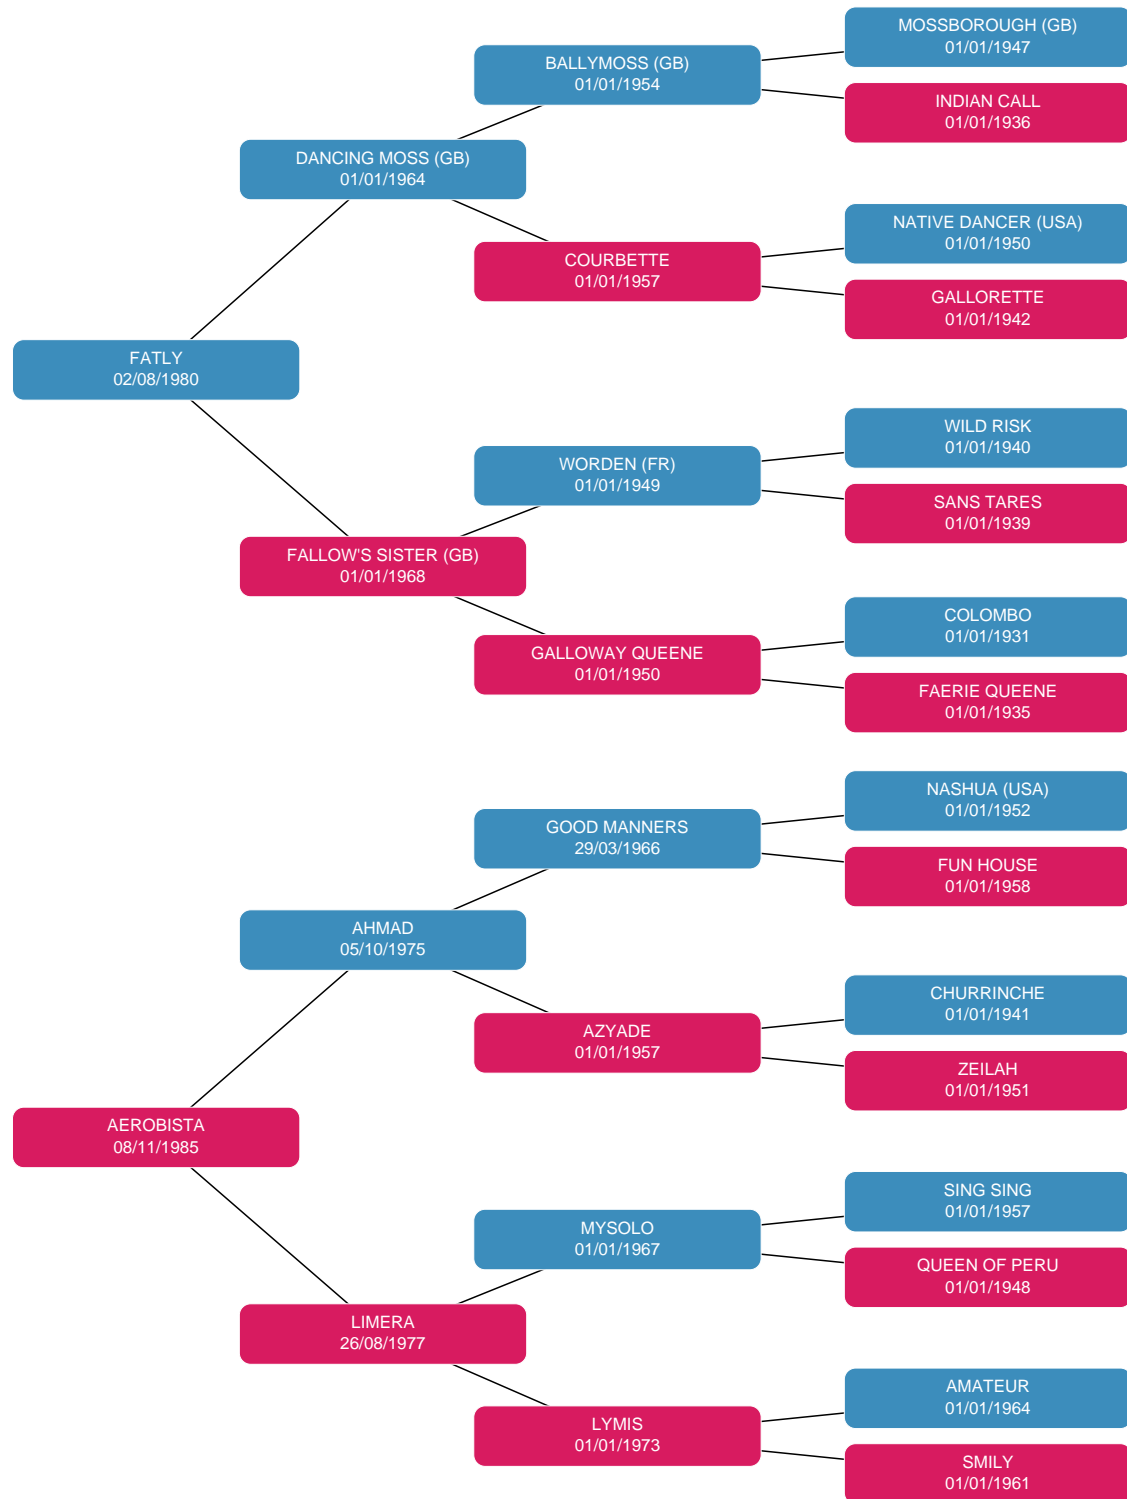 MOSSBOROUGH (GB)
01/01/1947
BALLYMOSS (GB)
01/01/1954
INDIAN CALL
01/01/1936
DANCING MOSS (GB)
01/01/1964
NATIVE DANCER (USA)
01/01/1950
COURBETTE
01/01/1957
GALLORETTE
01/01/1942
FATLY
02/08/1980
WILD RISK
01/01/1940
WORDEN (FR)
01/01/1949
SANS TARES
01/01/1939
FALLOW'S SISTER (GB)
01/01/1968
COLOMBO
01/01/1931
GALLOWAY QUEENE
01/01/1950
FAERIE QUEENE
01/01/1935
NASHUA (USA)
01/01/1952
GOOD MANNERS
29/03/1966
FUN HOUSE
01/01/1958
AHMAD
05/10/1975
CHURRINCHE
01/01/1941
AZYADE
01/01/1957
ZEILAH
01/01/1951
AEROBISTA
08/11/1985
SING SING
01/01/1957
MYSOLO
01/01/1967
QUEEN OF PERU
01/01/1948
LIMERA
26/08/1977
AMATEUR
01/01/1964
LYMIS
01/01/1973
SMILY
01/01/1961